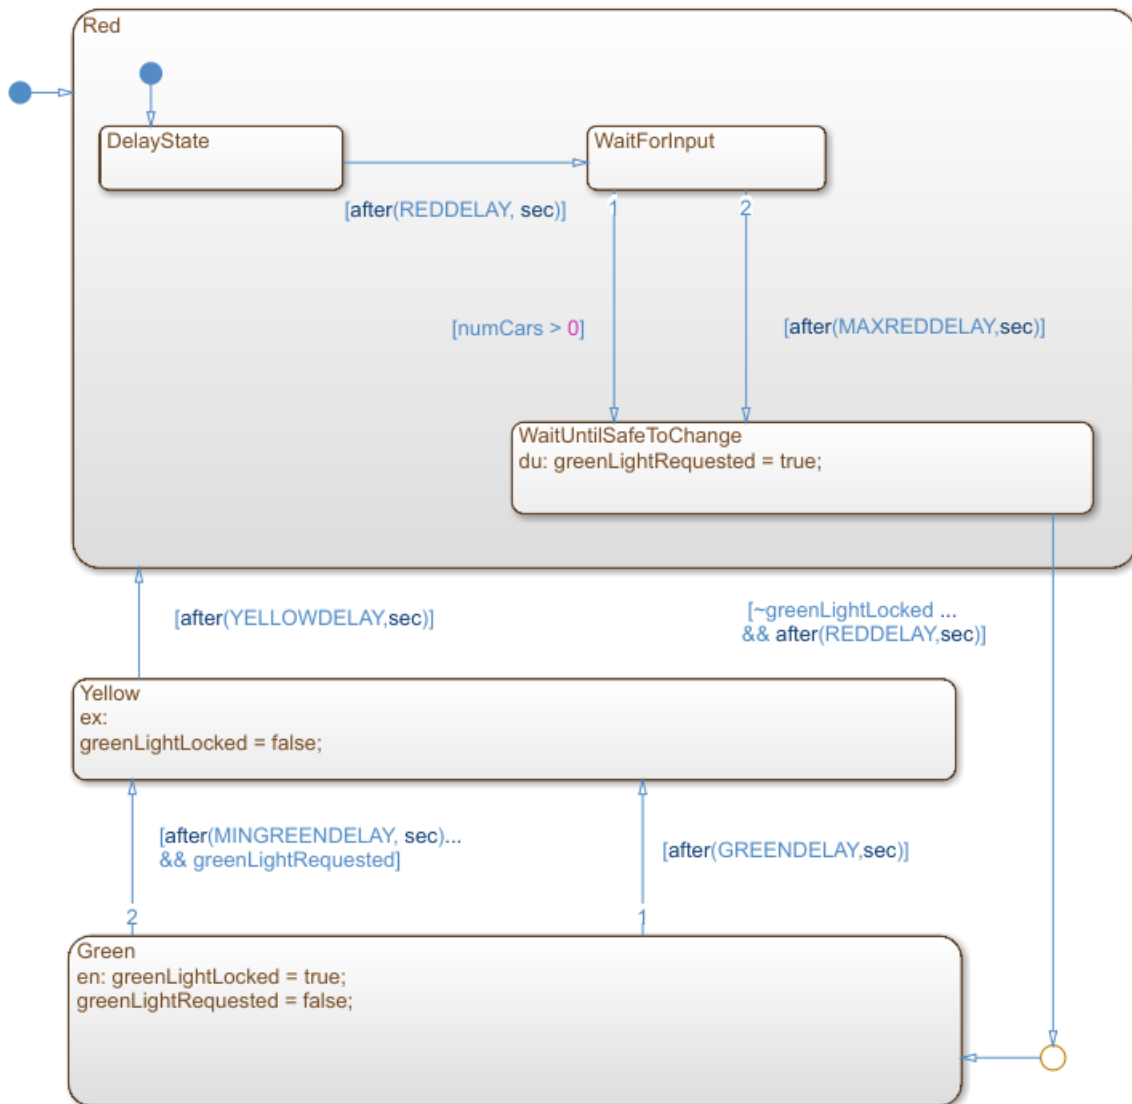 Red
DelayState
WaitForInput
[after(REDDELAY, sec)]
1
2
[numCars > 0]
[after(MAXREDDELAY,sec)]
WaitUntilSafeToChange
du: greenLightRequested = true;
[after(YELLOWDELAY,sec)]
[~greenLightLocked ...
&& after(REDDELAY,sec)]
Yellow
ex:
greenLightLocked = false;
[after(MINGREENDELAY, sec)...
&& greenLightRequested]
[after(GREENDELAY,sec)]
2
1
Green
en: greenLightLocked = true;
greenLightRequested = false;